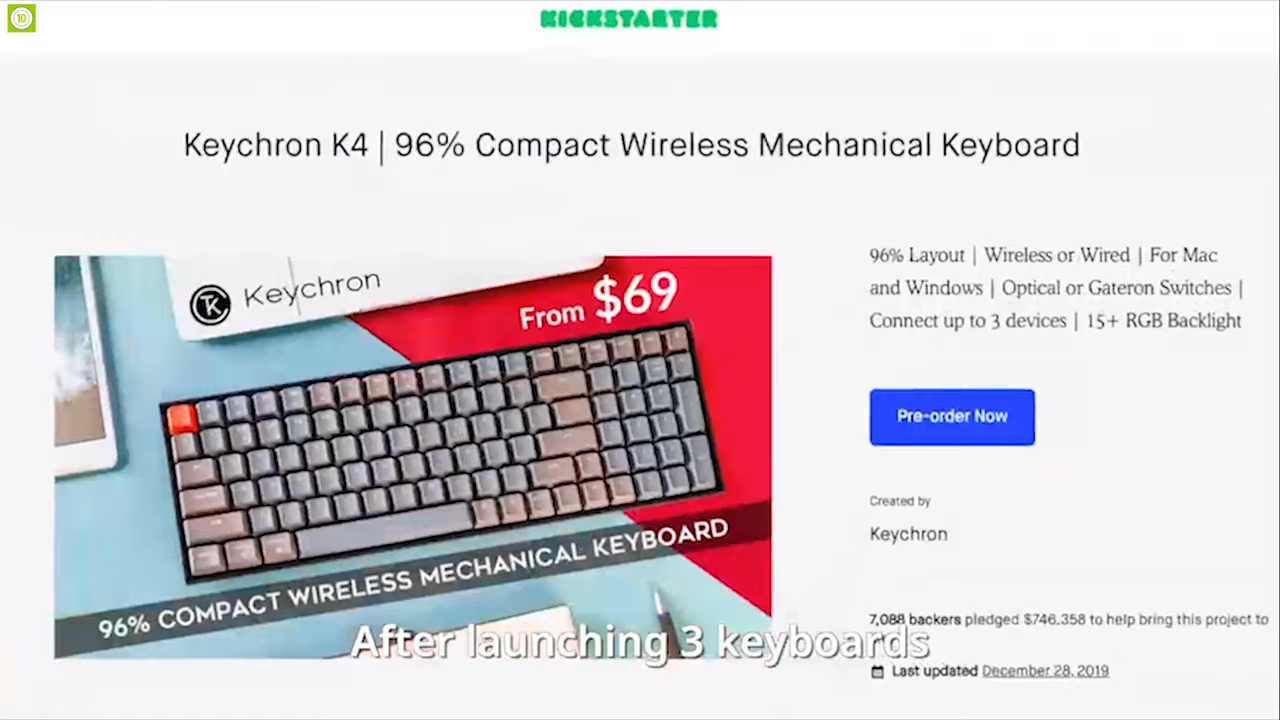 10
KICKSTARTER
Keychron K4 | 96% Compact Wireless Mechanical Keyboard
K Keychron
From $69
96% COMPACT WIRELESS MECHANICAL KEYBOARD
96% Layout | Wireless or Wired | For Mac
and Windows | Optical or Gateron Switches |
Connect up to 3 devices | 15+ RGB Backlight
Pre-order Now
Created by
Keychron
7,088 backers pledged $746,358 to help bring this project to
Last updated December 28, 2019
After launching 3 keyboards